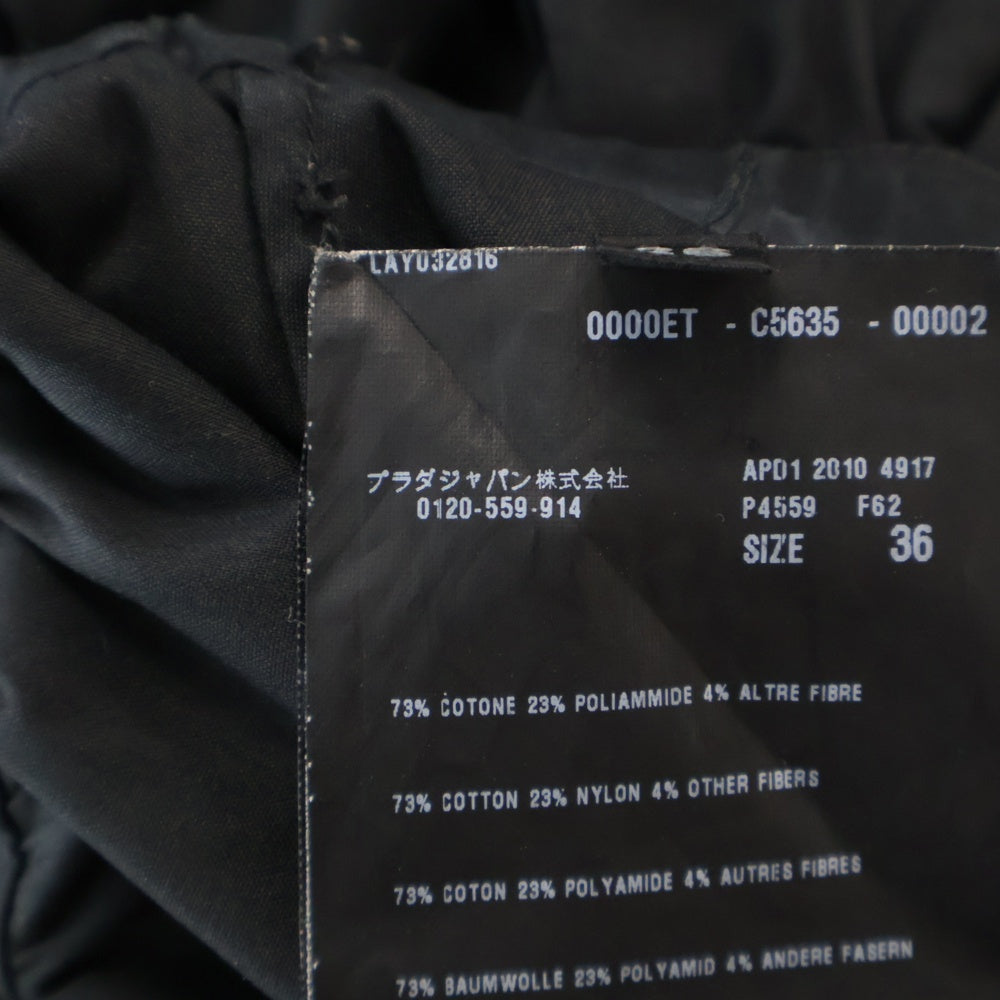 LAY032816
0000ET - C5635 - 00002
プラダジャパン株式会社
0120-559-914
APD1 2010 4917
P4559 F62
SIZE 36
73% COTONE 23% POLIAMMIDE 4% ALTRE FIBRE
73% COTTON 23% NYLON 4% OTHER FIBERS
73% COTON 23% POLYAMIDE 4% AUTRES FIBRES
73% BAUMWOLLE 23% POLYAMID 4% ANDERE FASERN